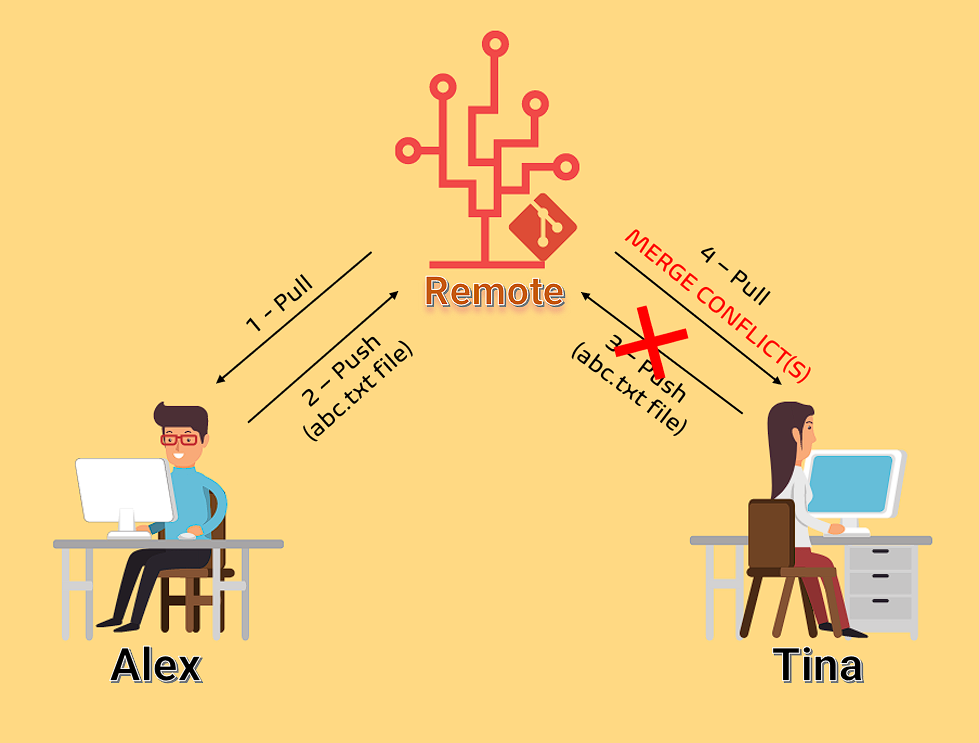 Remote
1 - Pull
2 – Push
(abc.txt file)
3 – Push
(abc.txt file)
4 – Pull
MERGE CONFLICT(S)
Alex
Tina